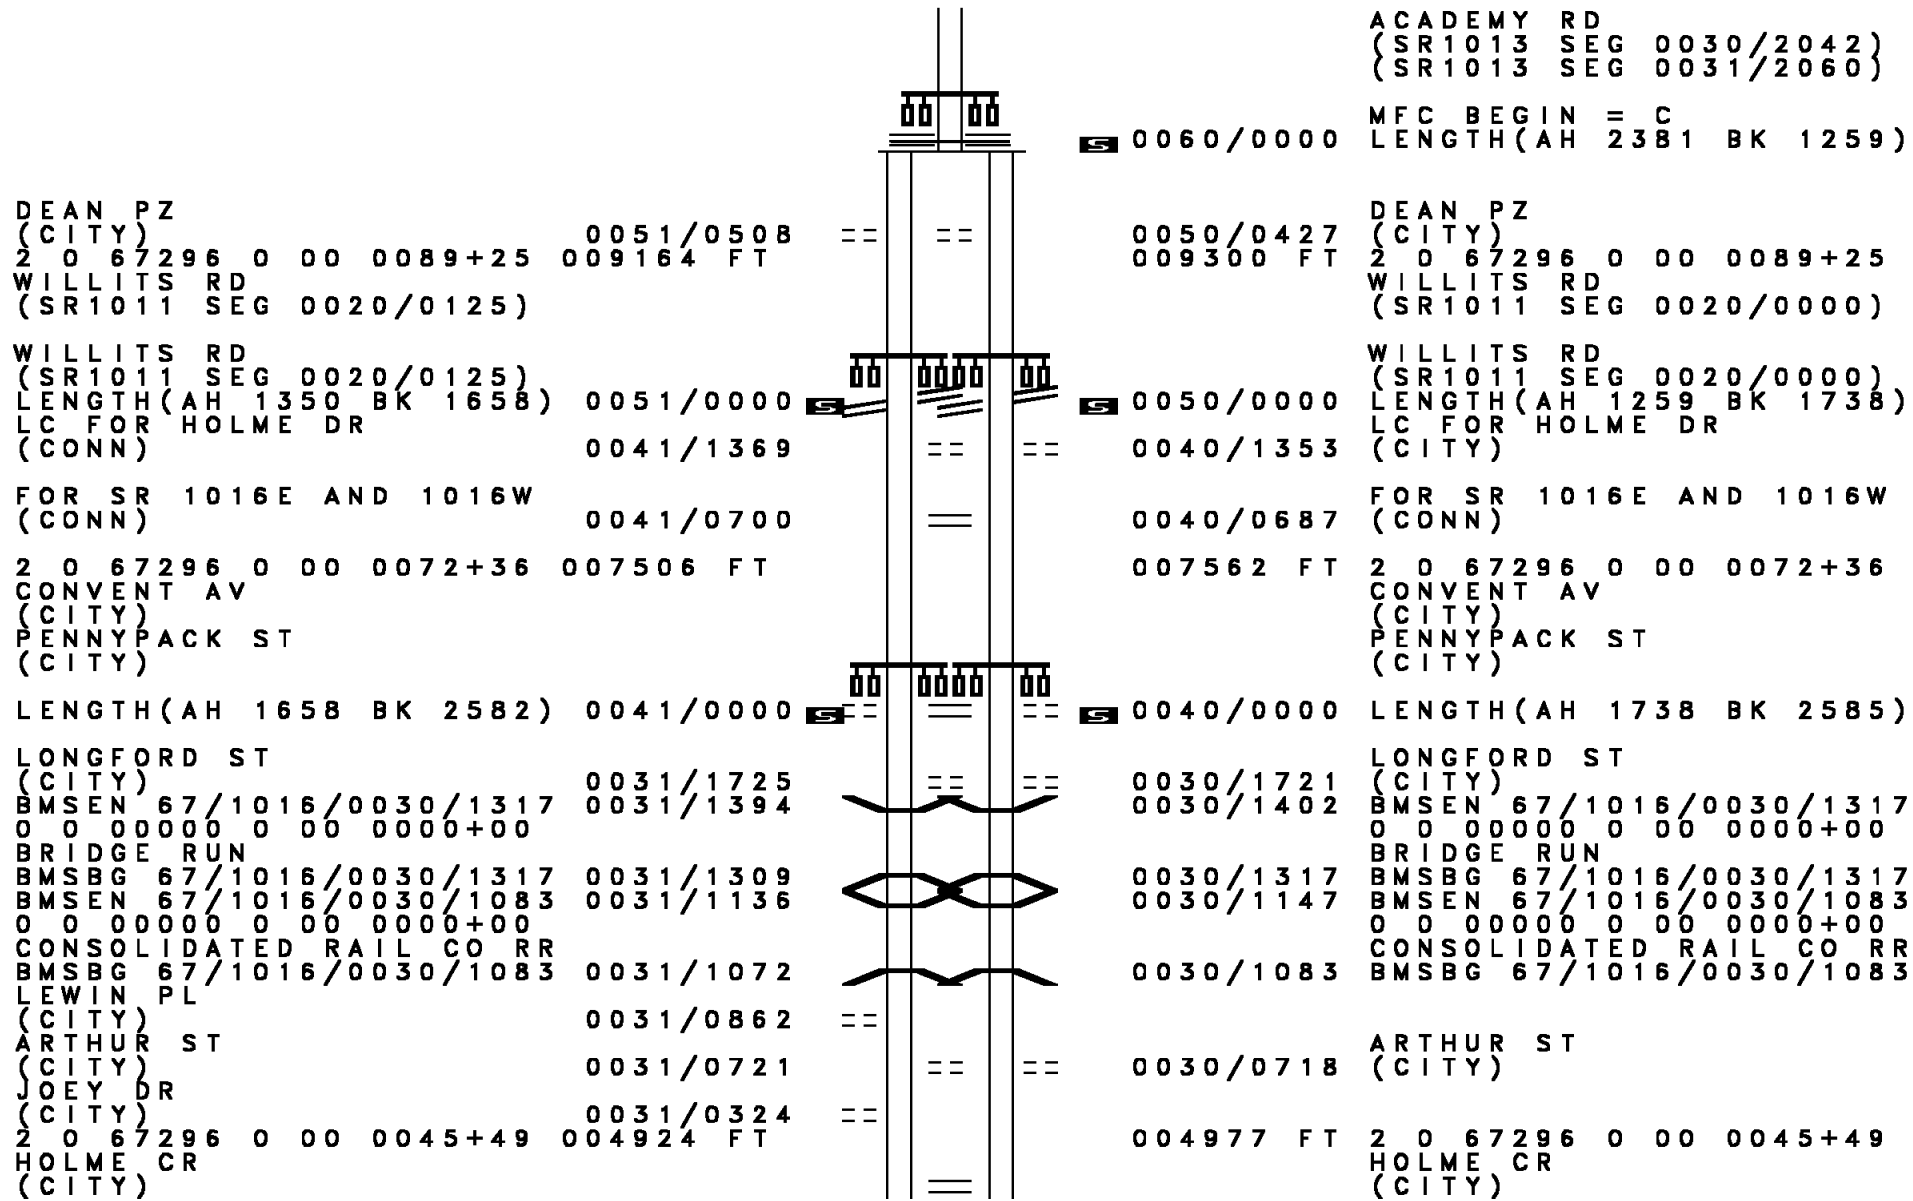 ACADEMY RD
(SR1013 SEG 0030/2042)
(SR1013 SEG 0031/2060)
MFC BEGIN = C
S 0060/0000 LENGTH(AH 2381 BK 1259)
DEAN PZ DEAN PZ
(CITY) 0051/0508 0050/0427 (CITY)
2 0 67296 0 00 0089+25 009164 FT 009300 FT 2 0 67296 0 00 0089+25
WILLITS RD WILLITS RD
(SR1011 SEG 0020/0125) (SR1011 SEG 0020/0000)
WILLITS RD WILLITS RD
(SR1011 SEG 0020/0125) (SR1011 SEG 0020/0000)
LENGTH(AH 1350 BK 1658) 0051/0000 S S 0050/0000 LENGTH(AH 1259 BK 1738)
LC FOR HOLME DR LC FOR HOLME DR
(CONN) 0041/1369 0040/1353 (CITY)
FOR SR 1016E AND 1016W FOR SR 1016E AND 1016W
(CONN) 0041/0700 0040/0687 (CONN)
2 0 67296 0 00 0072+36 007506 FT 007562 FT 2 0 67296 0 00 0072+36
CONVENT AV CONVENT AV
(CITY) (CITY)
PENNYPACK ST PENNYPACK ST
(CITY) (CITY)
LENGTH(AH 1658 BK 2582) 0041/0000 S S 0040/0000 LENGTH(AH 1738 BK 2585)
LONGFORD ST LONGFORD ST
(CITY) 0031/1725 0030/1721 (CITY)
BMSEN 67/1016/0030/1317 0031/1394 0030/1402 BMSEN 67/1016/0030/1317
0 0 00000 0 00 0000+00 0 0 00000 0 00 0000+00
BRIDGE RUN BRIDGE RUN
BMSBG 67/1016/0030/1317 0031/1309 0030/1317 BMSBG 67/1016/0030/1317
BMSEN 67/1016/0030/1083 0031/1136 0030/1147 BMSEN 67/1016/0030/1083
0 0 00000 0 00 0000+00 0 0 00000 0 00 0000+00
CONSOLIDATED RAIL CO RR CONSOLIDATED RAIL CO RR
BMSBG 67/1016/0030/1083 0031/1072 0030/1083 BMSBG 67/1016/0030/1083
LEWIN PL
(CITY) 0031/0862
ARTHUR ST ARTHUR ST
(CITY) 0031/0721 0030/0718 (CITY)
JOEY DR
(CITY) 0031/0324
2 0 67296 0 00 0045+49 004924 FT 004977 FT 2 0 67296 0 00 0045+49
HOLME CR HOLME CR
(CITY) (CITY)